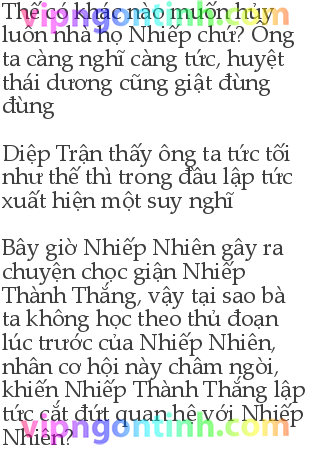 Thế có khác nào muốn hủy
luôn nhà họ Nhiếp chứ? Ông
ta càng nghĩ càng tức, huyệt
thái dương cũng giật đùng
đùng
Diệp Trận thấy ông ta tức tối
như thế thì trong đầu lập tức
xuất hiện một suy nghĩ
Bây giờ Nhiếp Nhiên gây ra
chuyện chọc giận Nhiếp
Thành Thắng, vậy tại sao bà
ta không học theo thủ đoạn
lúc trước của Nhiếp Nhiên,
nhân cơ hội này châm ngòi,
khiến Nhiếp Thành Thắng lập
tức cắt đứt quan hệ với Nhiếp
Nhiên?
vipngontinh.com
vipngontinh.com